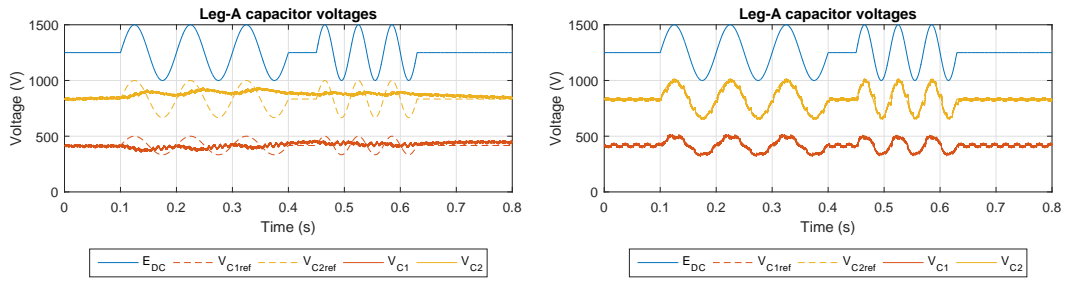 Leg-A capacitor voltages
1500
1000
500
0
Voltage (V)
0 0.1 0.2 0.3 0.4 0.5 0.6 0.7 0.8
Time (s)
E_DC V_C1ref V_C2ref V_C1 V_C2
Leg-A capacitor voltages
1500
1000
500
0
Voltage (V)
0 0.1 0.2 0.3 0.4 0.5 0.6 0.7 0.8
Time (s)
E_DC V_C1ref V_C2ref V_C1 V_C2